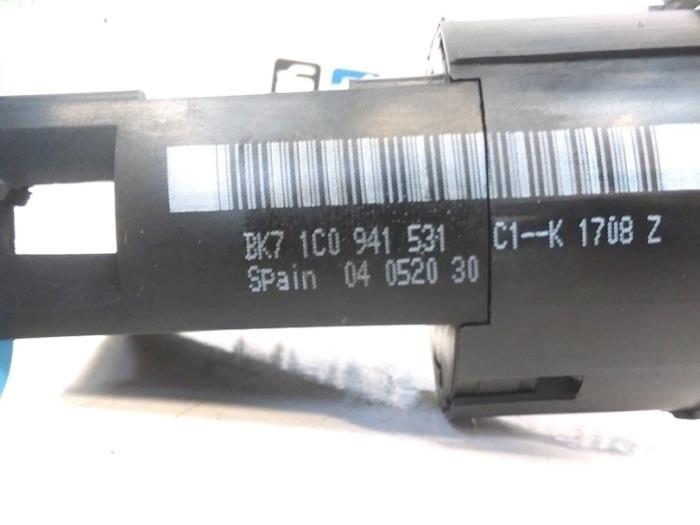 BK7 1C0 941 531 C1--K 1708 Z
Spain 04 0520 30